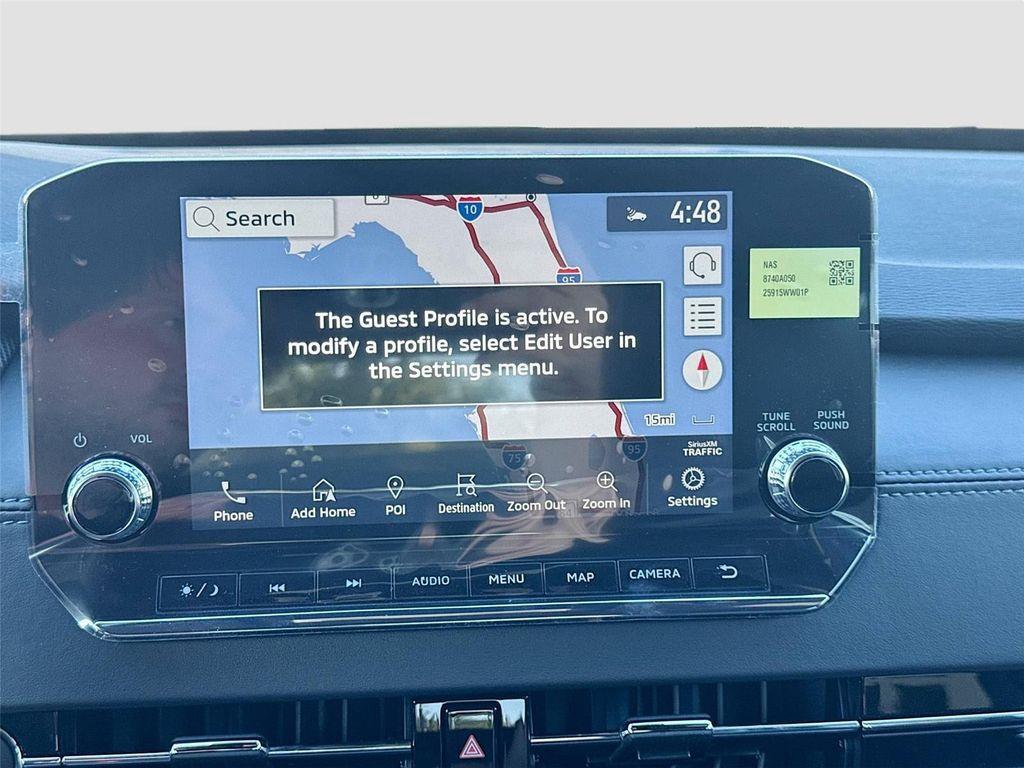 Search
10
4:48
95
NAS
8740A050
25915WW01P
The Guest Profile is active. To
modify a profile, select Edit User in
the Settings menu.
15mi
TUNE
SCROLL
PUSH
SOUND
VOL
75
95
SiriusXM
TRAFFIC
Phone
Add Home
POI
Destination
Zoom Out
Zoom In
Settings
AUDIO
MENU
MAP
CAMERA